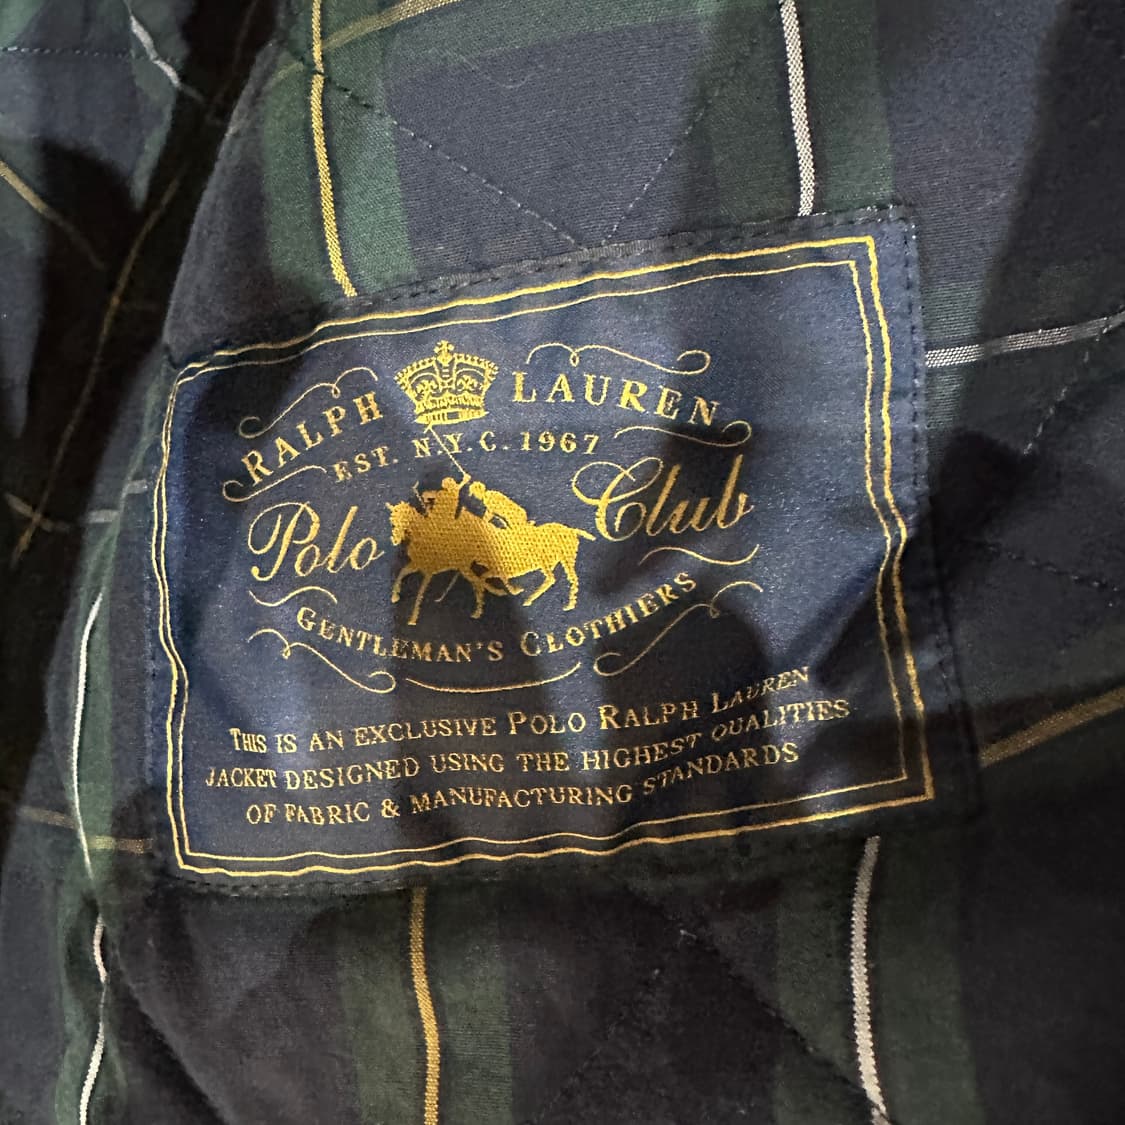 RALPH LAUREN
EST. N.Y.C. 1967
Polo Club
GENTLEMAN'S CLOTHIERS
THIS IS AN EXCLUSIVE POLO RALPH LAUREN
JACKET DESIGNED USING THE HIGHEST QUALITIES
OF FABRIC & MANUFACTURING STANDARDS